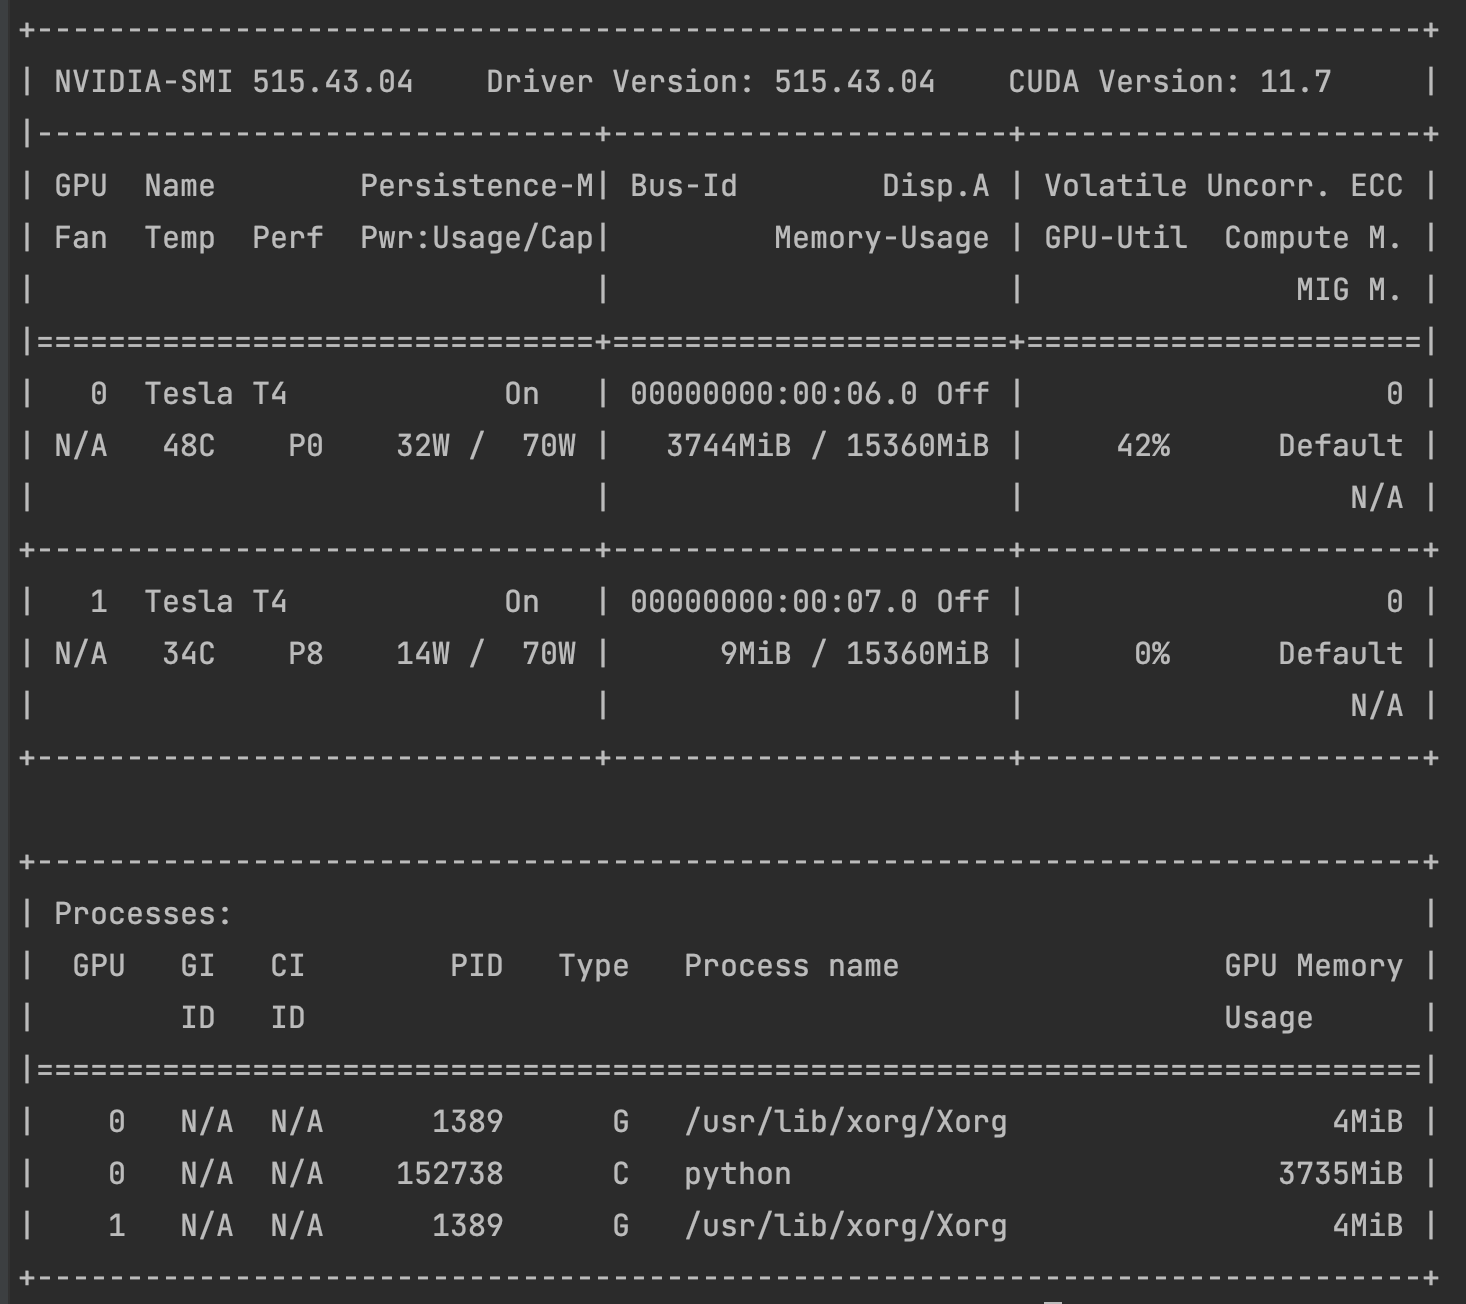 +-----------------------------------------------------------------------------+
| NVIDIA-SMI 515.43.04    Driver Version: 515.43.04    CUDA Version: 11.7     |
|-------------------------------+----------------------+----------------------+
| GPU  Name        Persistence-M| Bus-Id        Disp.A | Volatile Uncorr. ECC |
| Fan  Temp  Perf  Pwr:Usage/Cap|         Memory-Usage | GPU-Util  Compute M. |
|                               |                      |               MIG M. |
|===============================+======================+======================|
|   0  Tesla T4            On   | 00000000:00:06.0 Off |                    0 |
| N/A   48C    P0    32W /  70W |   3744MiB / 15360MiB |     42%      Default |
|                               |                      |                  N/A |
+-------------------------------+----------------------+----------------------+
|   1  Tesla T4            On   | 00000000:00:07.0 Off |                    0 |
| N/A   34C    P8    14W /  70W |      9MiB / 15360MiB |      0%      Default |
|                               |                      |                  N/A |
+-------------------------------+----------------------+----------------------+

+-----------------------------------------------------------------------------+
| Processes:                                                                  |
|  GPU   GI   CI        PID   Type   Process name                  GPU Memory |
|        ID   ID                                                   Usage      |
|=============================================================================|
|    0   N/A  N/A      1389      G   /usr/lib/xorg/Xorg                  4MiB |
|    0   N/A  N/A    152738      C   python                           3735MiB |
|    1   N/A  N/A      1389      G   /usr/lib/xorg/Xorg                  4MiB |
+-----------------------------------------------------------------------------+